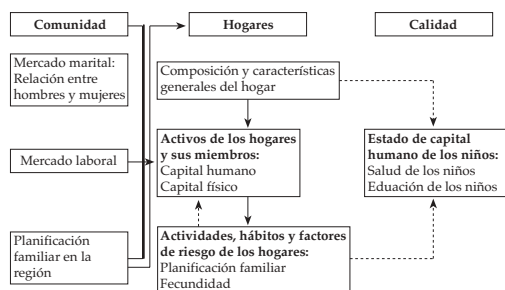 Comunidad
Hogares
Calidad
Mercado marital:
Relación entre
hombres y mujeres
Composición y características
generales del hogar
Mercado laboral
Activos de los hogares
y sus miembros:
Capital humano
Capital físico
Estado de capital
humano de los niños:
Salud de los niños
Eduación de los niños
Planificación
familiar en la
región
Actividades, hábitos y factores
de riesgo de los hogares:
Planificación familiar
Fecundidad